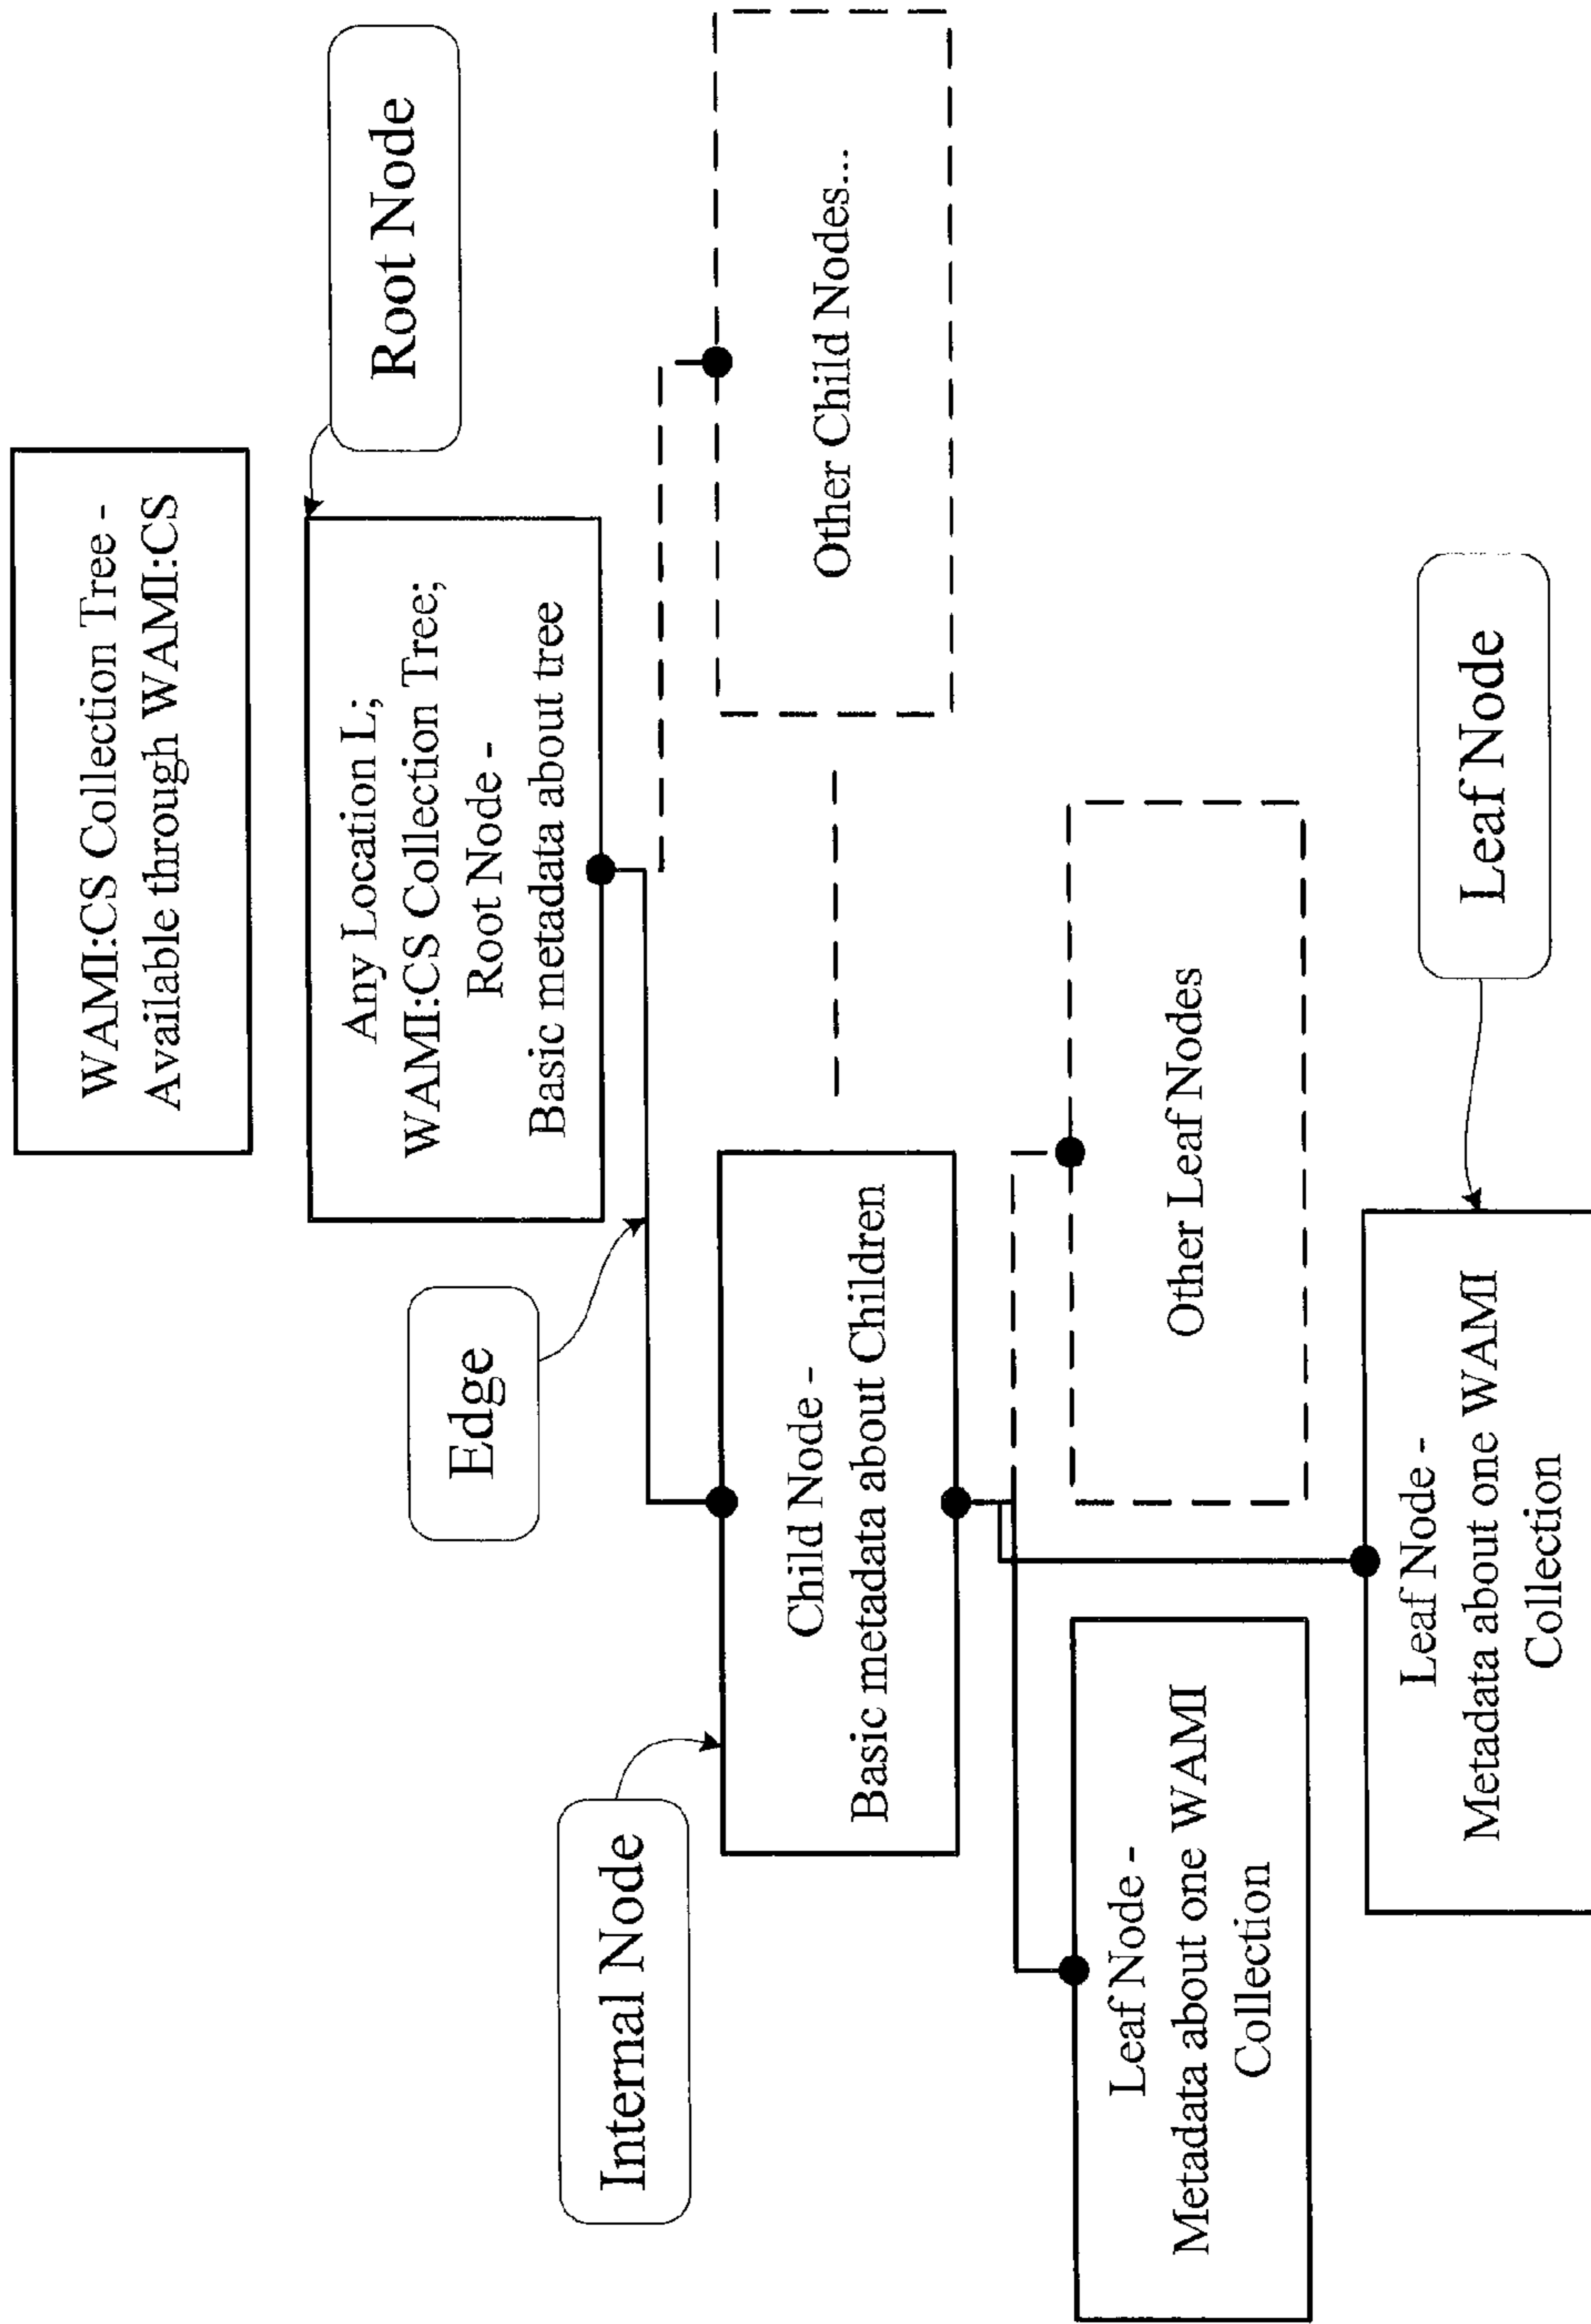 WAMI:CS Collection Tree -
Available through WAMI:CS
Root Node
Any Location L;
WAMI:CS Collection Tree;
Root Node -
Basic metadata about tree
Edge
Internal Node
Child Node -
Basic metadata about Children
Other Child Nodes...
Leaf Node -
Metadata about one WAMI
Collection
Other Leaf Nodes
Leaf Node -
Metadata about one WAMI
Collection
Leaf Node